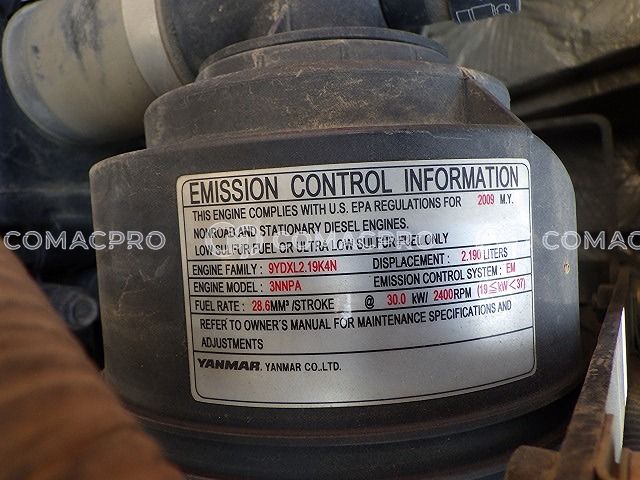 EMISSION CONTROL INFORMATION
THIS ENGINE COMPLIES WITH U.S. EPA REGULATIONS FOR 2009 M.Y.
NONROAD AND STATIONARY DIESEL ENGINES.
LOW SULFUR FUEL OR ULTRA LOW SULFUR FUEL ONLY
ENGINE FAMILY : 9YDXL2.19K4N DISPLACEMENT : 2.190 LITERS
ENGINE MODEL : 3NNPA EMISSION CONTROL SYSTEM : EM
FUEL RATE : 28.6MM³ /STROKE @ 30.0 kW/ 2400RPM (19≦kW<37)
REFER TO OWNER'S MANUAL FOR MAINTENANCE SPECIFICATIONS AND
ADJUSTMENTS
YANMAR. YANMAR CO.,LTD.
COMACPRO COMACPRO COMACPRO